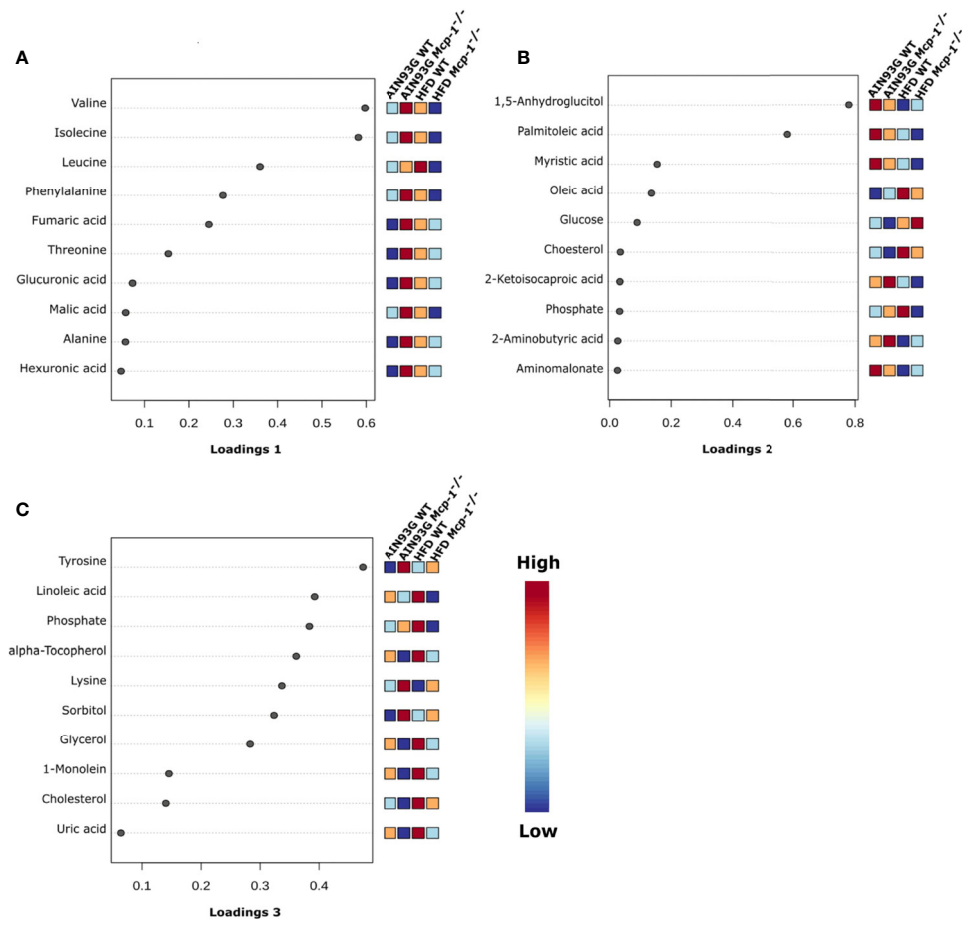 A
AIN93G WT
AIN93G Mcp-1-/-
HFD WT
HFD Mcp-1-/-
Valine
Isolecine
Leucine
Phenylalanine
Fumaric acid
Threonine
Glucuronic acid
Malic acid
Alanine
Hexuronic acid
0.1 0.2 0.3 0.4 0.5 0.6
Loadings 1
B
AIN93G WT
AIN93G Mcp-1-/-
HFD WT
HFD Mcp-1-/-
1,5-Anhydroglucitol
Palmitoleic acid
Myristic acid
Oleic acid
Glucose
Choesterol
2-Ketoisocaproic acid
Phosphate
2-Aminobutyric acid
Aminomalonate
0.0 0.2 0.4 0.6 0.8
Loadings 2
C
AIN93G WT
AIN93G Mcp-1-/-
HFD WT
HFD Mcp-1-/-
Tyrosine
Linoleic acid
Phosphate
alpha-Tocopherol
Lysine
Sorbitol
Glycerol
1-Monolein
Cholesterol
Uric acid
0.1 0.2 0.3 0.4
Loadings 3
High
Low